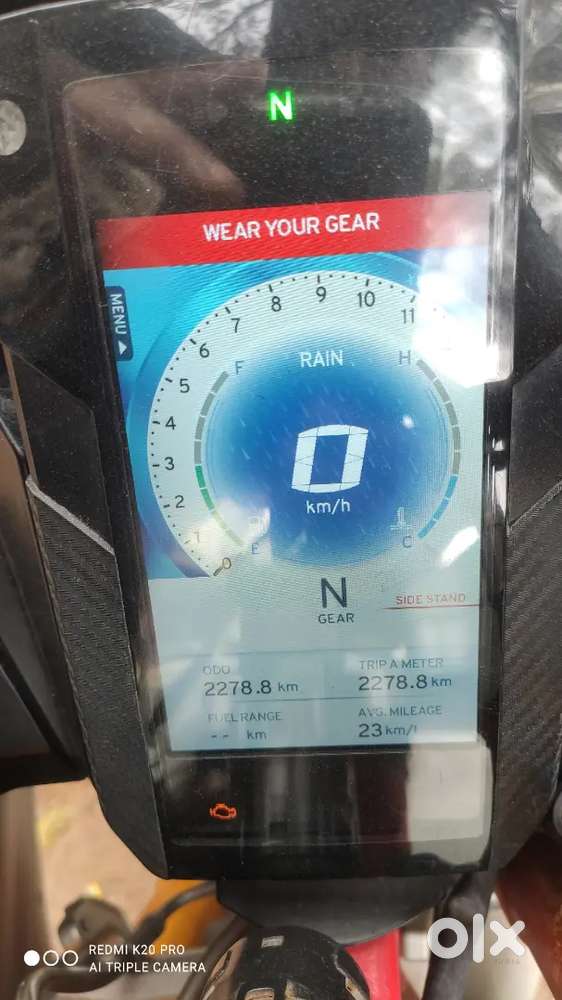 N
WEAR YOUR GEAR
MENU
RAIN
F
H
0
1
2
3
4
5
6
7
8
9
10
11
0
km/h
E
C
N
GEAR
SIDE STAND
ODO
2278.8 km
TRIP A METER
2278.8 km
FUEL RANGE
-- km
AVG. MILEAGE
23 km/l
REDMI K20 PRO
AI TRIPLE CAMERA
olx